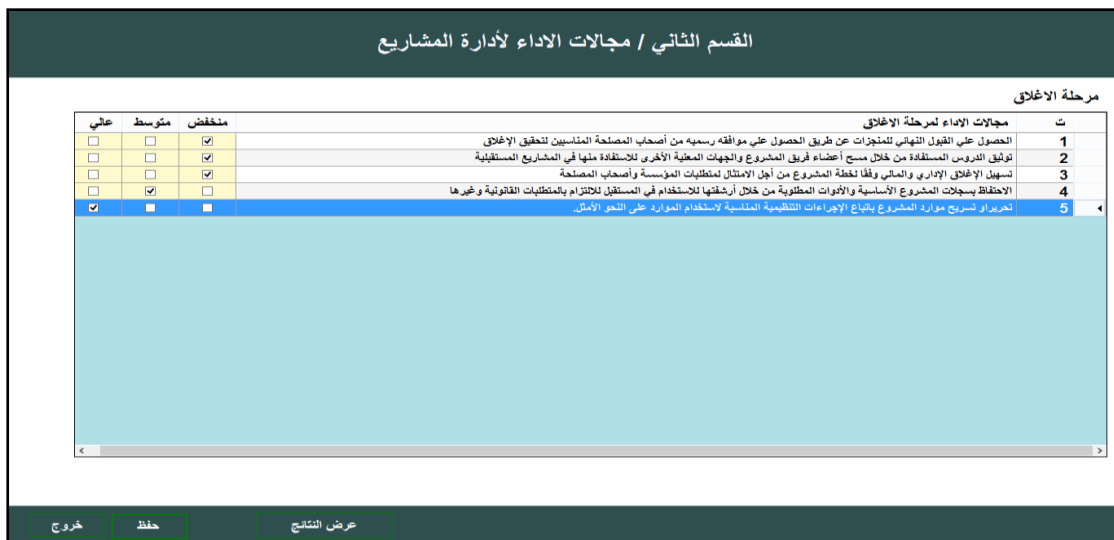 القسم الثاني / مجالات الاداء لأدارة المشاريع
مرحلة الاغلاق
ت مجالات الاداء لمرحلة الاغلاق منخفض متوسط عالي
1 الحصول علي القبول النهائي للمنجزات عن طريق الحصول علي موافقه رسميه من أصحاب المصلحة المناسبين لتحقيق الإغلاق
2 توثيق الدروس المستفادة من خلال مسح أعضاء فريق المشروع والجهات المعنية الأخرى للاستفادة منها في المشاريع المستقبلية
3 تسهيل الإغلاق الإداري والمالي وفقًا لخطة المشروع من أجل الامتثال لمتطلبات المؤسسة وأصحاب المصلحة
4 الاحتفاظ بسجلات المشروع الأساسية والأدوات المطلوبة من خلال أرشفتها للاستخدام في المستقبل للالتزام بالمتطلبات القانونية وغيرها
5 تحريراو تسريح موارد المشروع باتباع الإجراءات التنظيمية المناسبة لاستخدام الموارد على النحو الأمثل.
عرض النتائج حفظ خروج